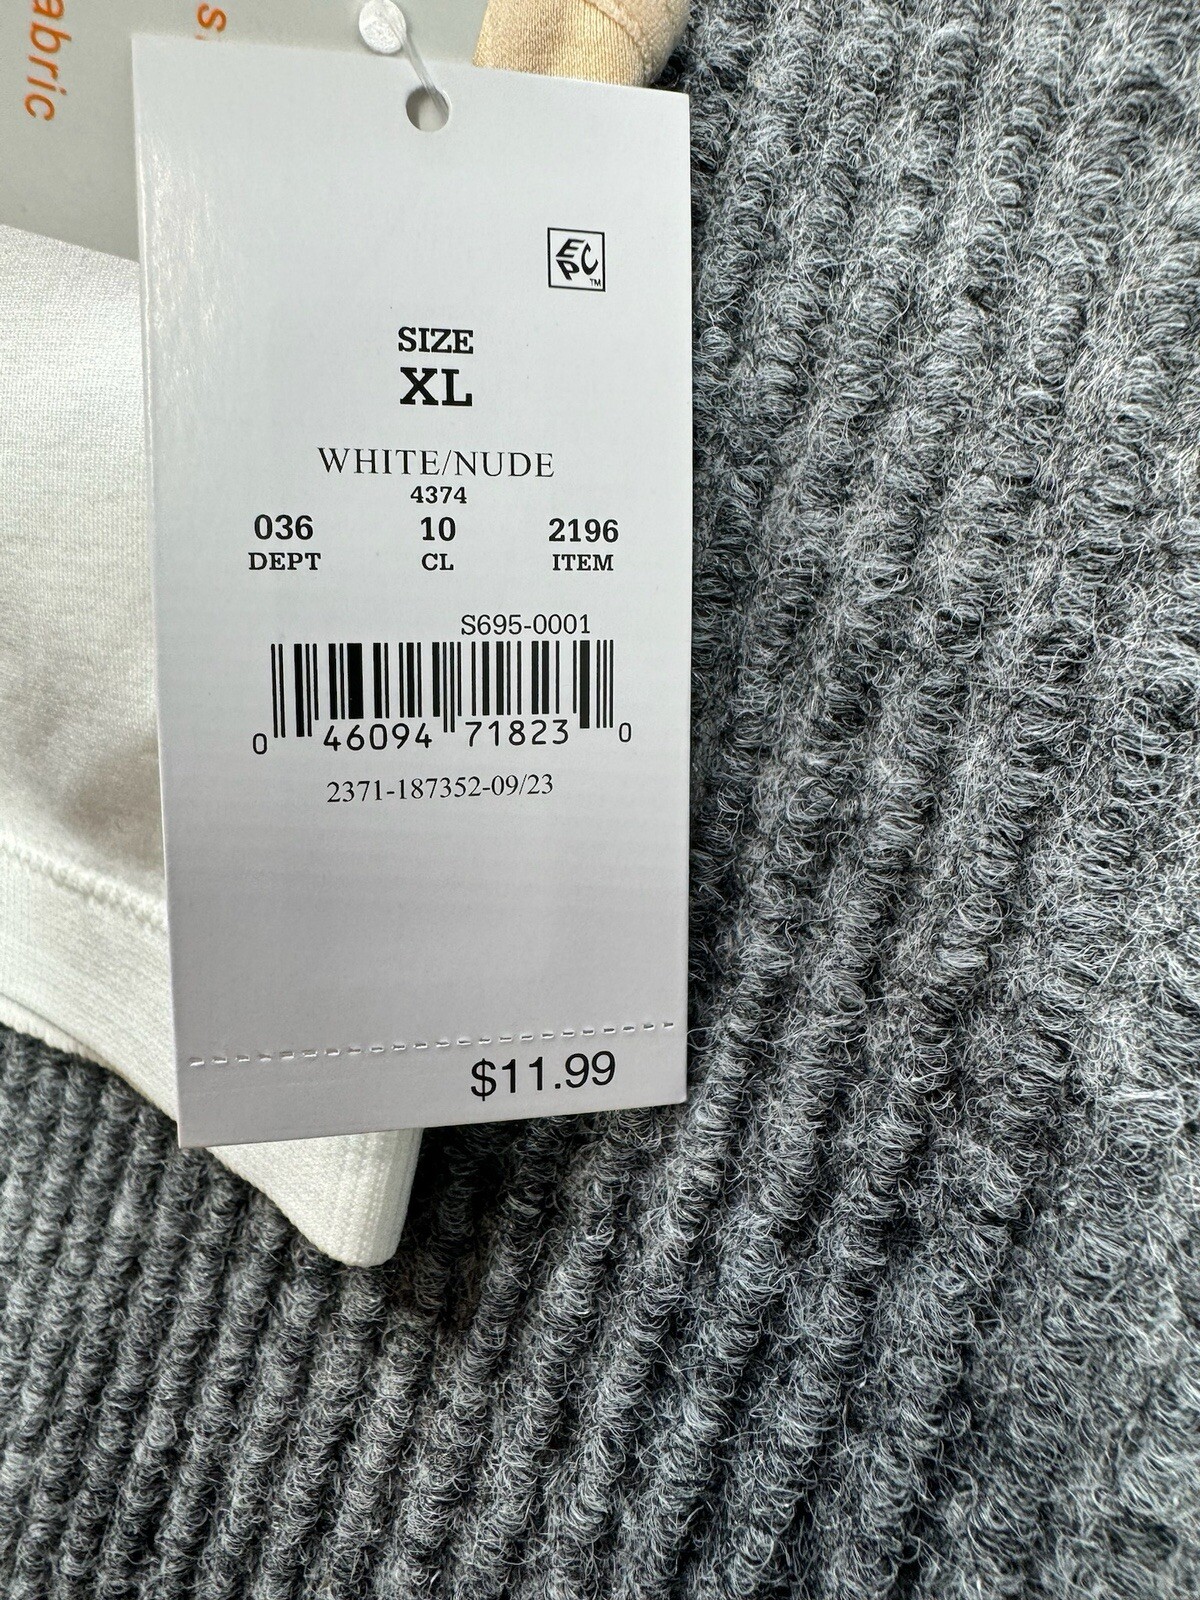 abric
s.
EPC
TM
SIZE
XL
WHITE/NUDE
4374
036 10 2196
DEPT CL ITEM
S695-0001
0 46094 71823 0
2371-187352-09/23
$11.99